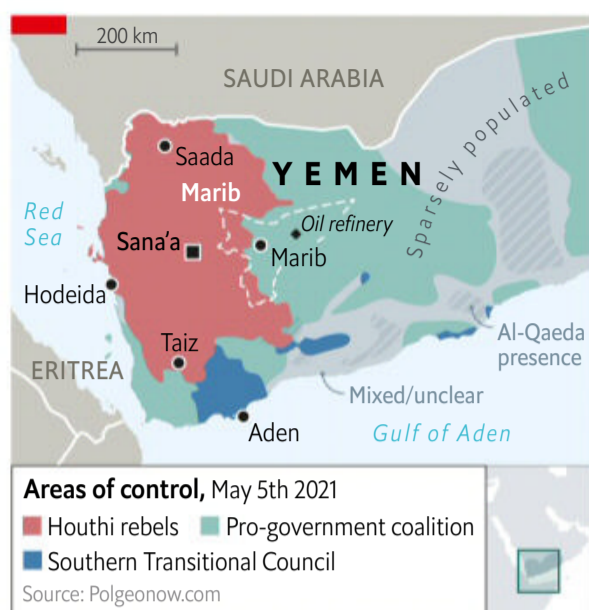 200 km
SAUDI ARABIA
Sparsely populated
Saada
YEMEN
Marib
Red
Sea
Oil refinery
Sana’a
Marib
Hodeida
Al-Qaeda
presence
Taiz
ERITREA
Mixed/unclear
Aden
Gulf of Aden
Areas of control, May 5th 2021
Houthi rebels
Pro-government coalition
Southern Transitional Council
Source: Polgeonow.com